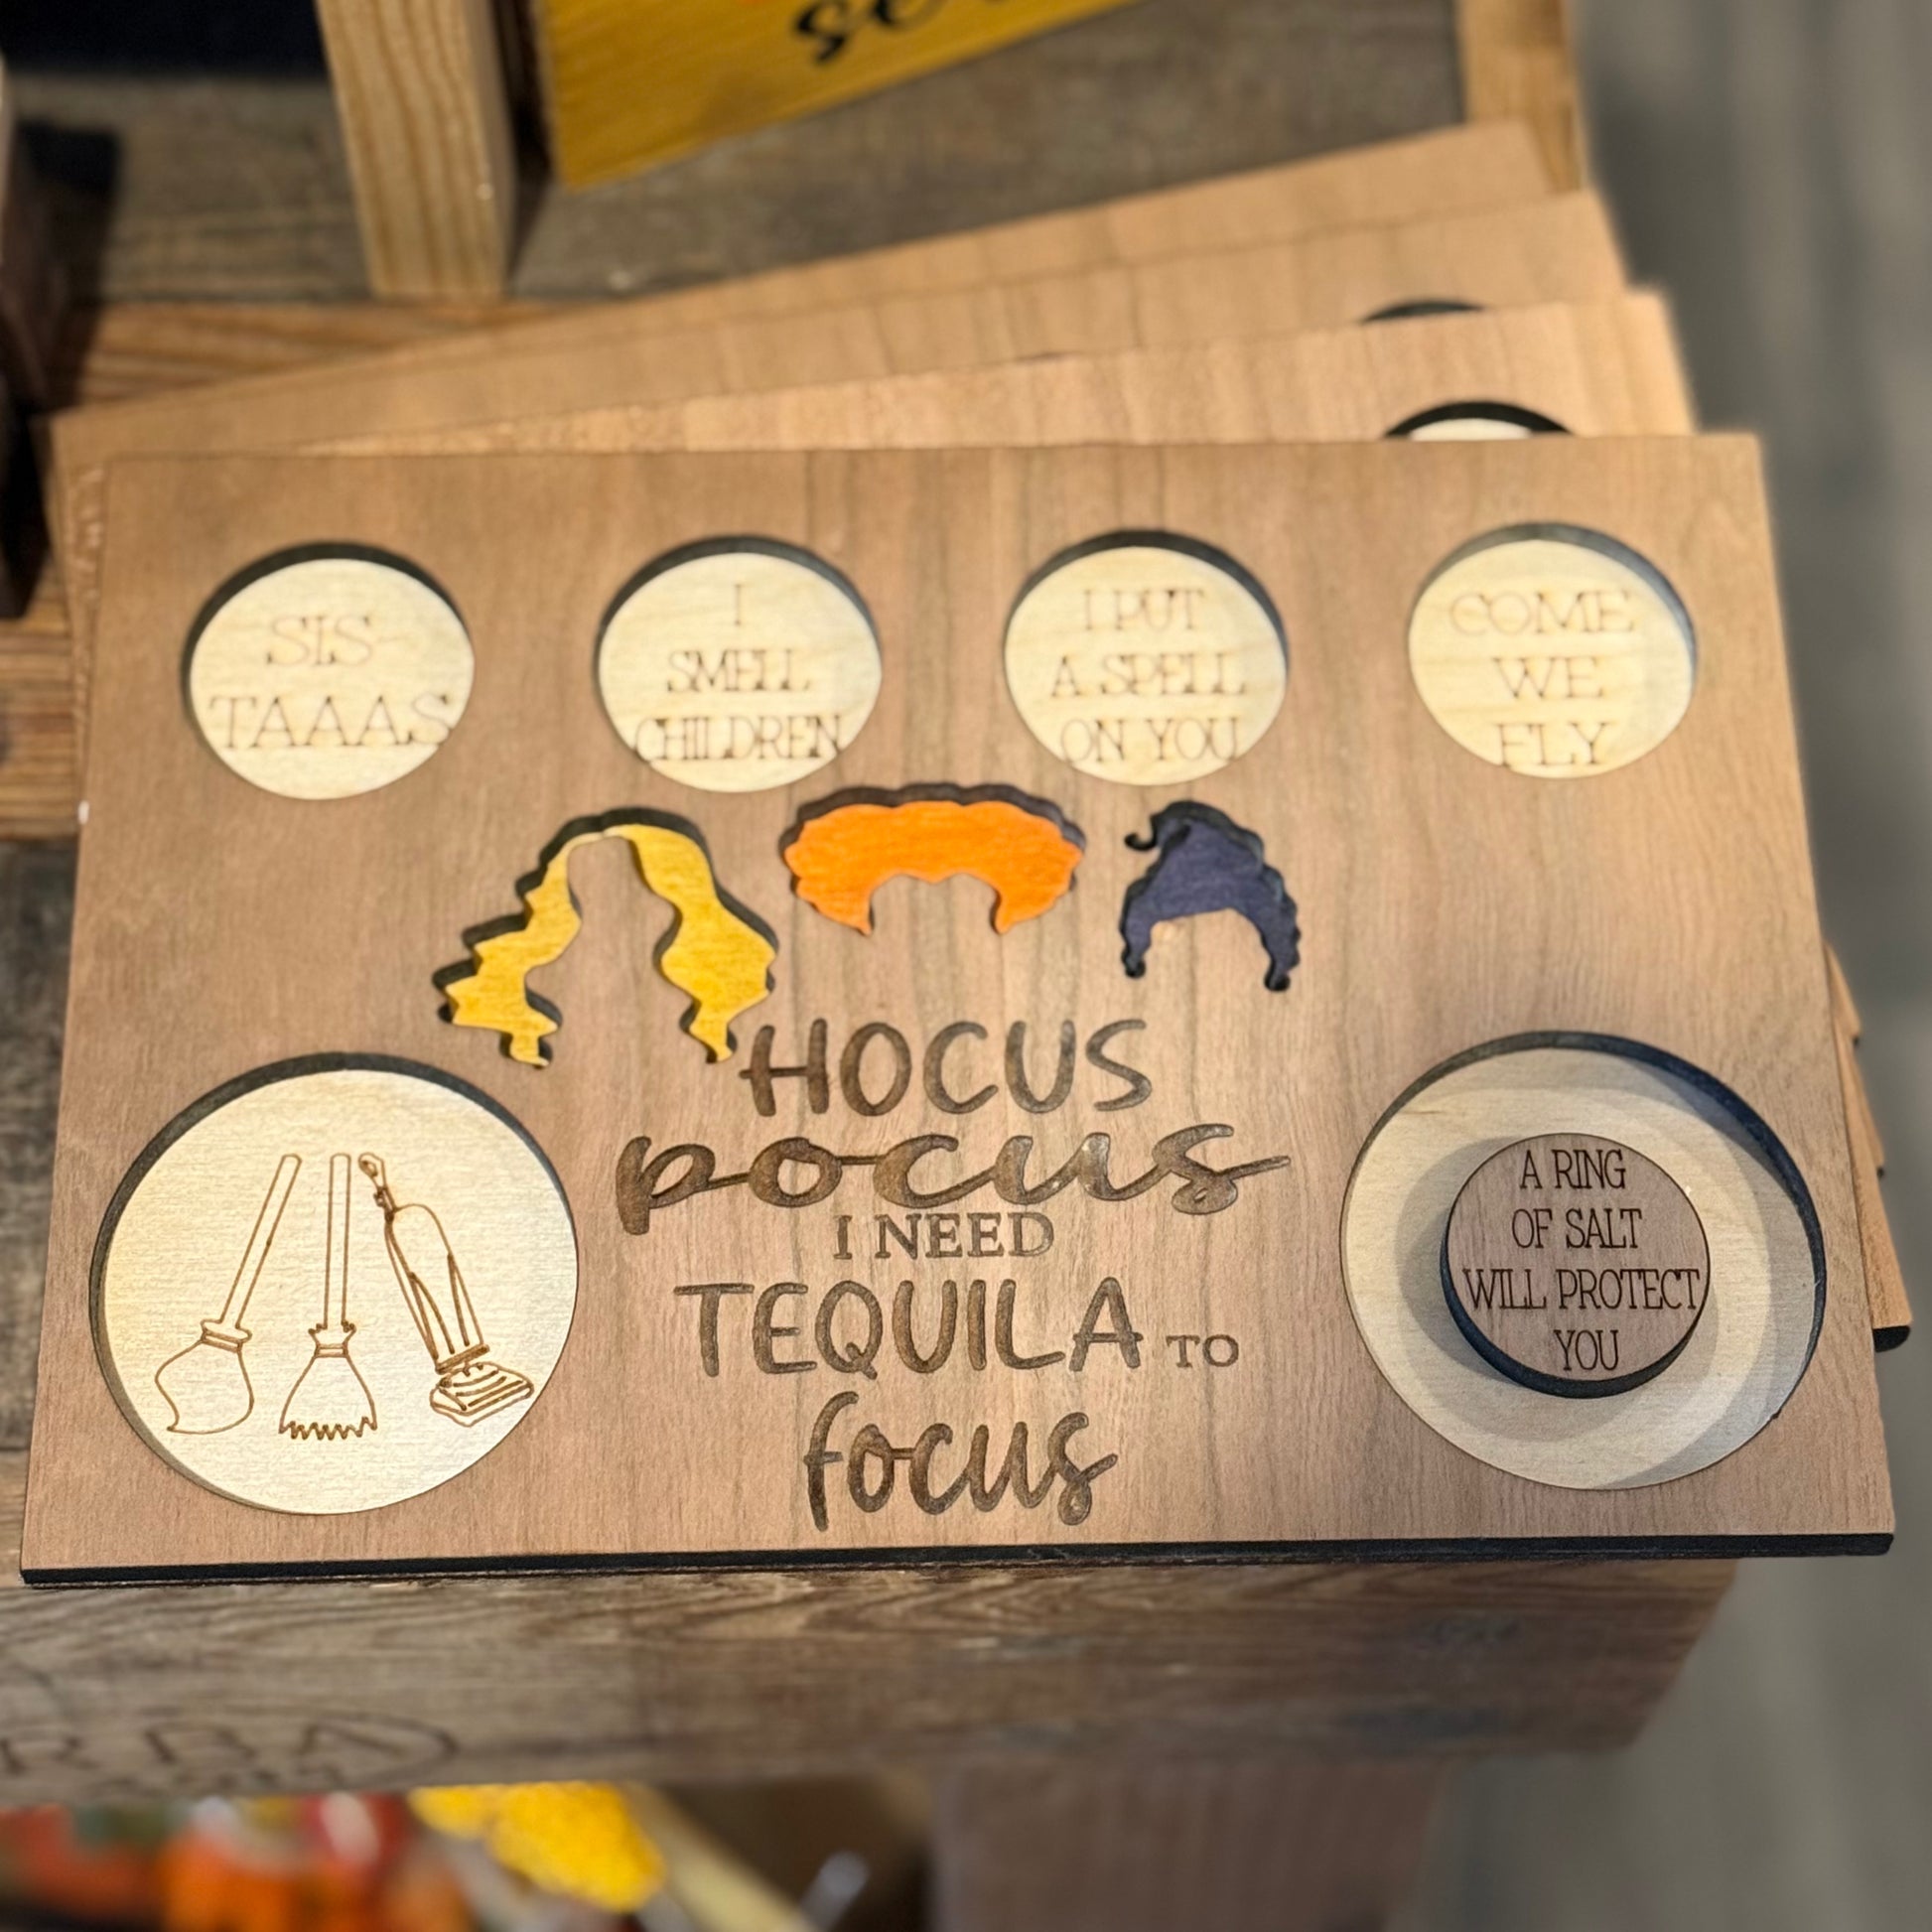 SIS-
TAAAS
I
SMELL
CHILDREN
I PUT
A SPELL
ON YOU
COME
WE
FLY
HOCUS
pocus
I NEED
TEQUILA TO
focus
A RING
OF SALT
WILL PROTECT
YOU